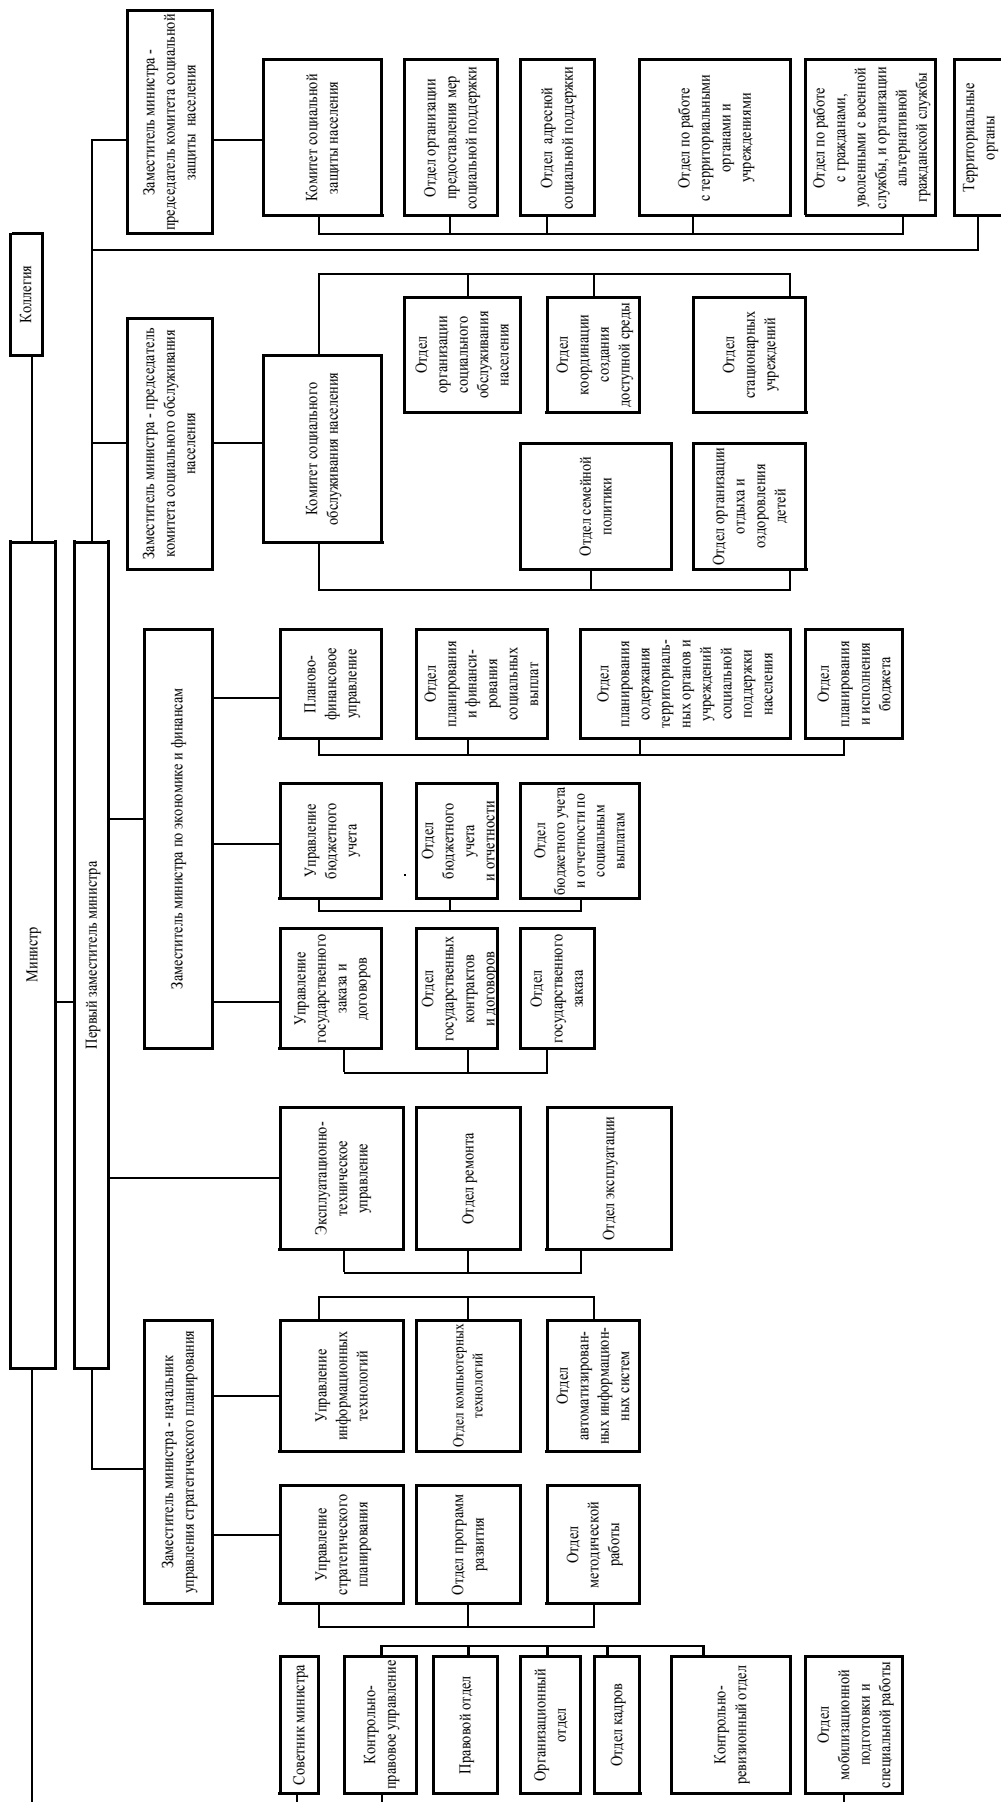 Министр
Коллегия
Первый заместитель министра
Заместитель министра - начальник
управления стратегического планирования
Заместитель министра по экономике и финансам
Заместитель министра - председатель
комитета социального обслуживания
населения
Заместитель министра -
председатель комитета социальной
защиты населения
Советник министра
Контрольно-
правовое управление
Правовой отдел
Организационный
отдел
Отдел кадров
Контрольно-
ревизионный отдел
Отдел
мобилизационной
подготовки и
специальной работы
Управление
стратегического
планирования
Отдел программ
развития
Отдел
методической
работы
Управление
информационных
технологий
Отдел компьютерных
технологий
Отдел
автоматизирован-
ных информацион-
ных систем
Эксплуатационно-
техническое
управление
Отдел ремонта
Отдел эксплуатации
Управление
государственного
заказа и
договоров
Отдел
государственных
контрактов
и договоров
Отдел
государственного
заказа
Управление
бюджетного
учета
Отдел
бюджетного
учета
и отчетности
Отдел
бюджетного учета
и отчетности по
социальным
выплатам
Планово-
финансовое
управление
Отдел
планирования
и финанси-
рования
социальных
выплат
Отдел
планирования
содержания
территориаль-
ных органов и
учреждений
социальной
поддержки
населения
Отдел
планирования
и исполнения
бюджета
Комитет социального
обслуживания населения
Отдел семейной
политики
Отдел организации
отдыха и
оздоровления
детей
Отдел
организации
социального
обслуживания
населения
Отдел
координации
создания
доступной среды
Отдел
стационарных
учреждений
Комитет социальной
защиты населения
Отдел организации
предоставления мер
социальной поддержки
Отдел адресной
социальной поддержки
Отдел по работе
с территориальными
органами и
учреждениями
Отдел по работе
с гражданами,
уволенными с военной
службы, и организации
альтернативной
гражданской службы
Территориальные
органы